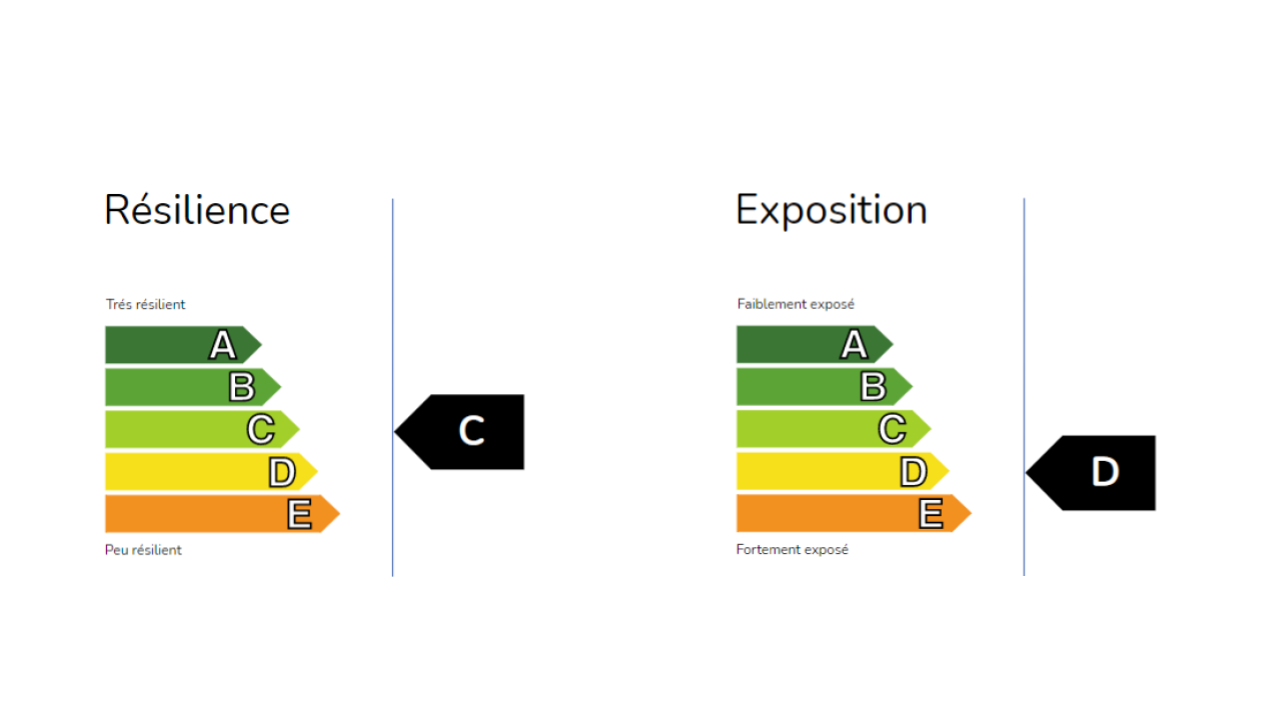 Résilience
Trés résilient
A
B
C
D
E
Peu résilient
C
Exposition
Faiblement exposé
A
B
C
D
E
Fortement exposé
D